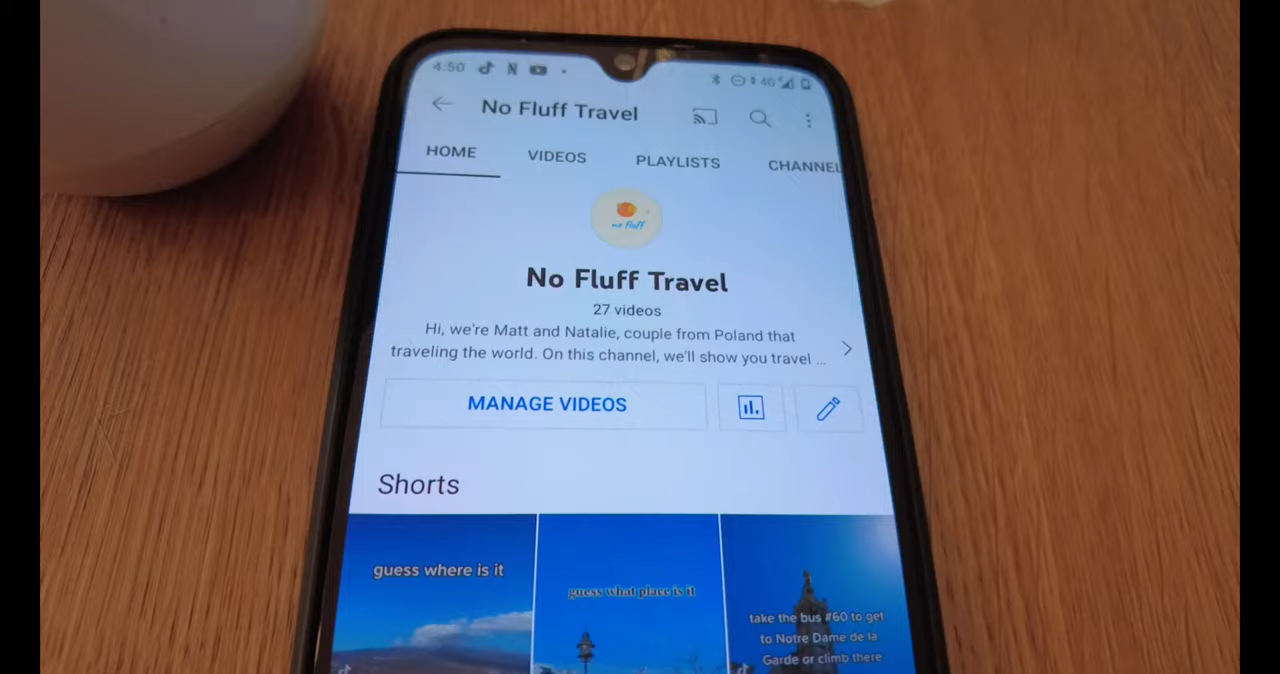 4:50
4G
No Fluff Travel
HOME VIDEOS PLAYLISTS CHANNEL
no fluff
No Fluff Travel
27 videos
Hi, we're Matt and Natalie, couple from Poland that
traveling the world. On this channel, we'll show you travel ...
MANAGE VIDEOS
Shorts
guess where is it
guess what place is it
take the bus #60 to get
to Notre Dame de la
Garde or climb there